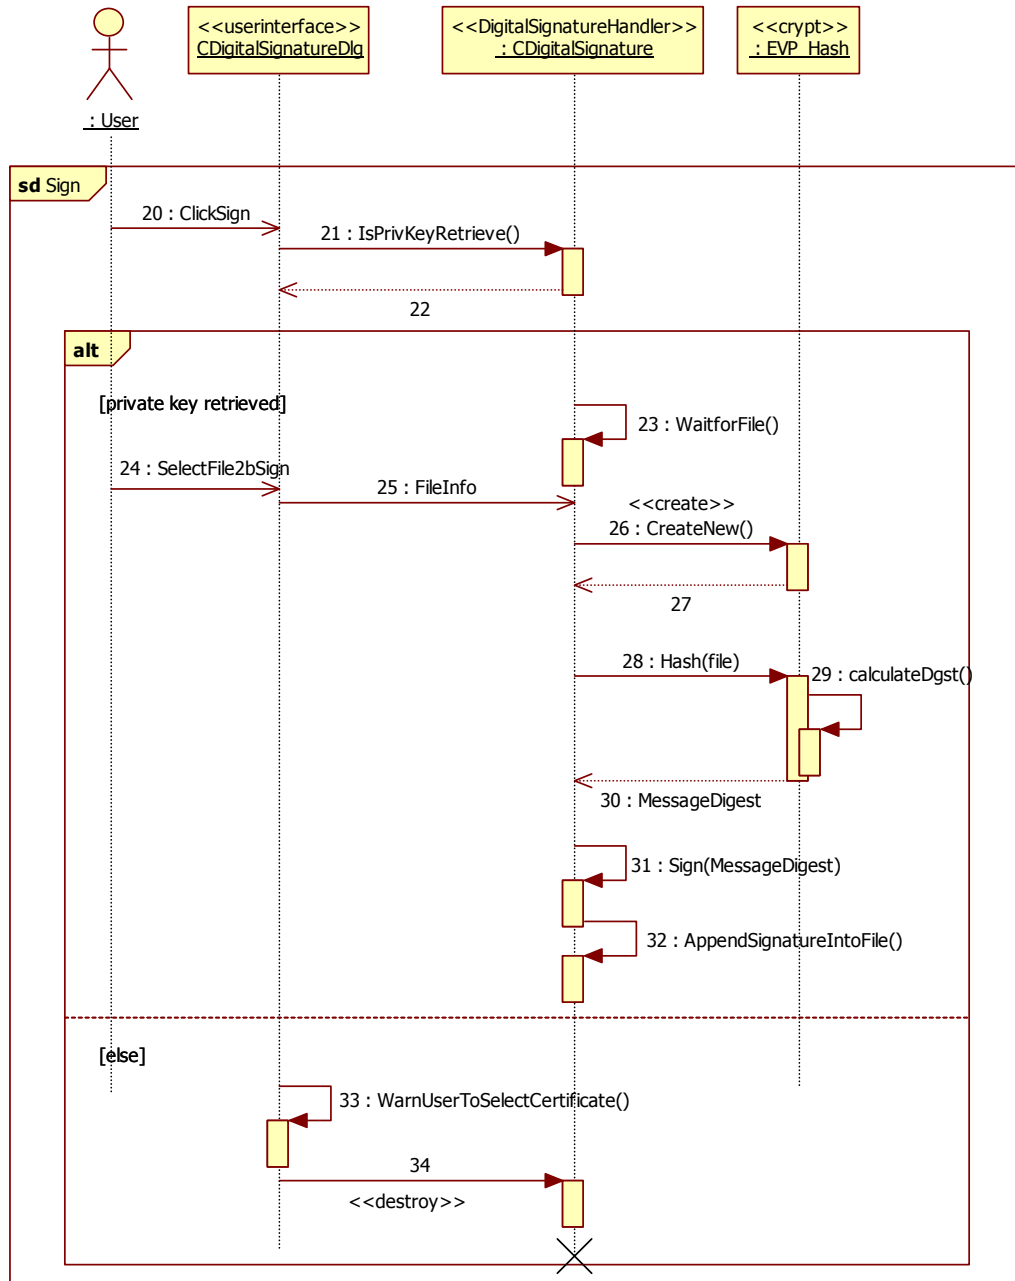 <<userinterface>>
CDigitalSignatureDlg
<<DigitalSignatureHandler>>
: CDigitalSignature
<<crypt>>
: EVP_Hash
: User
sd Sign
20 : ClickSign
21 : IsPrivKeyRetrieve()
22
alt
[private key retrieved]
23 : WaitforFile()
24 : SelectFile2bSign
25 : FileInfo
<<create>>
26 : CreateNew()
27
28 : Hash(file)
29 : calculateDgst()
30 : MessageDigest
31 : Sign(MessageDigest)
32 : AppendSignatureIntoFile()
[else]
33 : WarnUserToSelectCertificate()
34
<<destroy>>